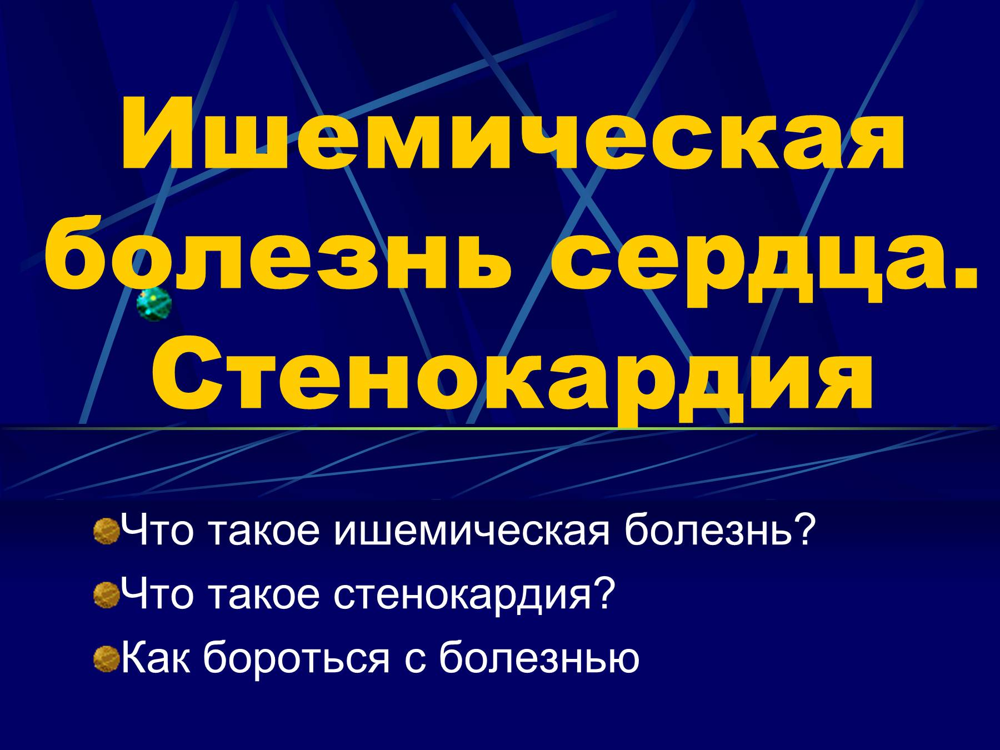 Ишемическая
болезнь сердца.
Стенокардия
Что такое ишемическая болезнь?
Что такое стенокардия?
Как бороться с болезнью